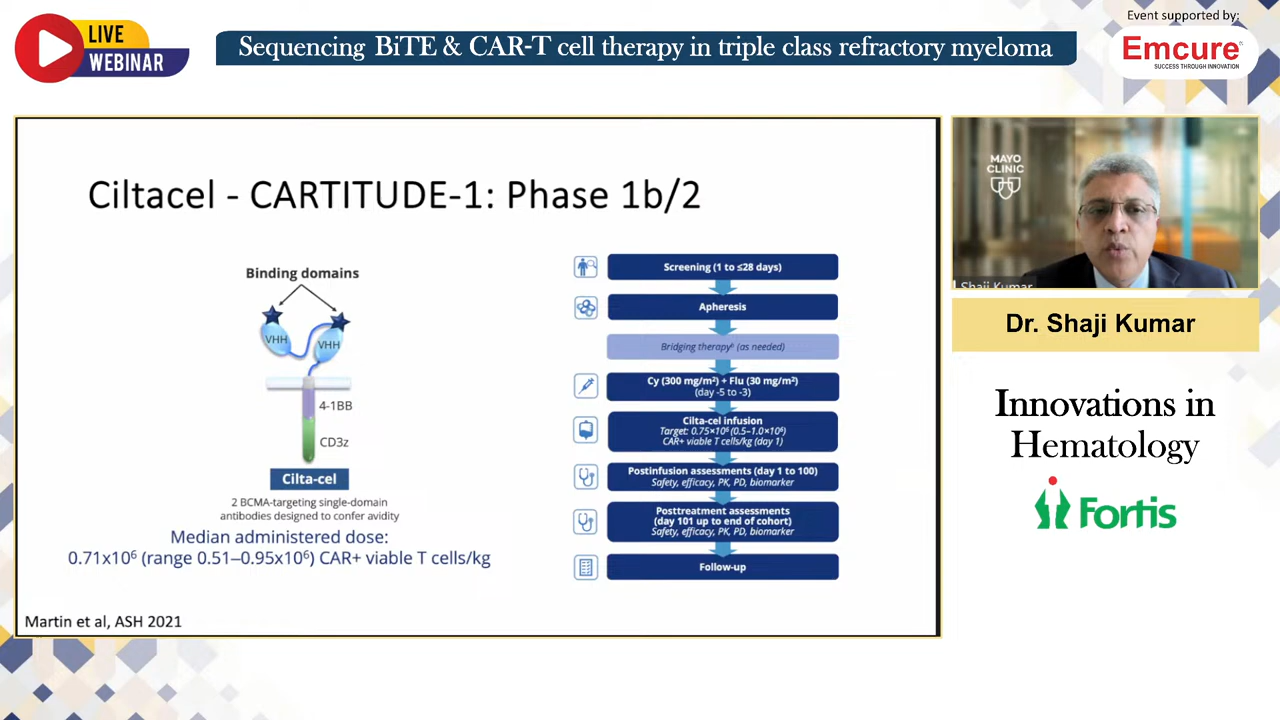 LIVE
WEBINAR
Sequencing BiTE & CAR-T cell therapy in triple class refractory myeloma
Event supported by:
Emcure®
SUCCESS THROUGH INNOVATION
Ciltacel - CARTITUDE-1: Phase 1b/2
Binding domains
VHH
VHH
4-1BB
CD3z
Cilta-cel
2 BCMA-targeting single-domain
antibodies designed to confer avidity
Median administered dose:
0.71x10⁶ (range 0.51–0.95x10⁶) CAR+ viable T cells/kg
Screening (1 to ≤28 days)
Apheresis
Bridging therapyᵃ (as needed)
Cy (300 mg/m²) + Flu (30 mg/m²)
(day -5 to -3)
Cilta-cel infusion
Target: 0.75×10⁶ (0.5–1.0×10⁶)
CAR+ viable T cells/kg (day 1)
Postinfusion assessments (day 1 to 100)
Safety, efficacy, PK, PD, biomarker
Posttreatment assessments
(day 101 up to end of cohort)
Safety, efficacy, PK, PD, biomarker
Follow-up
Martin et al, ASH 2021
MAYO
CLINIC
Shaji Kumar
Dr. Shaji Kumar
Innovations in
Hematology
Fortis